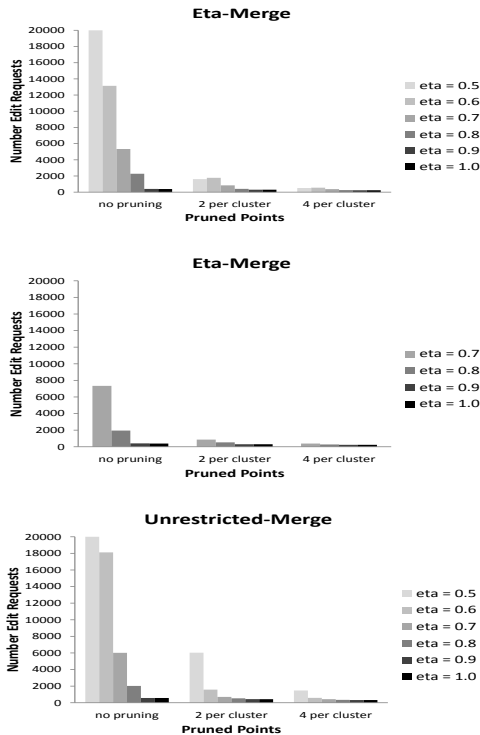 Eta-Merge
Number Edit Requests
20000
18000
16000
14000
12000
10000
8000
6000
4000
2000
0
no pruning 2 per cluster 4 per cluster
Pruned Points
eta = 0.5
eta = 0.6
eta = 0.7
eta = 0.8
eta = 0.9
eta = 1.0
Eta-Merge
Number Edit Requests
20000
18000
16000
14000
12000
10000
8000
6000
4000
2000
0
no pruning 2 per cluster 4 per cluster
Pruned Points
eta = 0.7
eta = 0.8
eta = 0.9
eta = 1.0
Unrestricted-Merge
Number Edit Requests
20000
18000
16000
14000
12000
10000
8000
6000
4000
2000
0
no pruning 2 per cluster 4 per cluster
Pruned Points
eta = 0.5
eta = 0.6
eta = 0.7
eta = 0.8
eta = 0.9
eta = 1.0